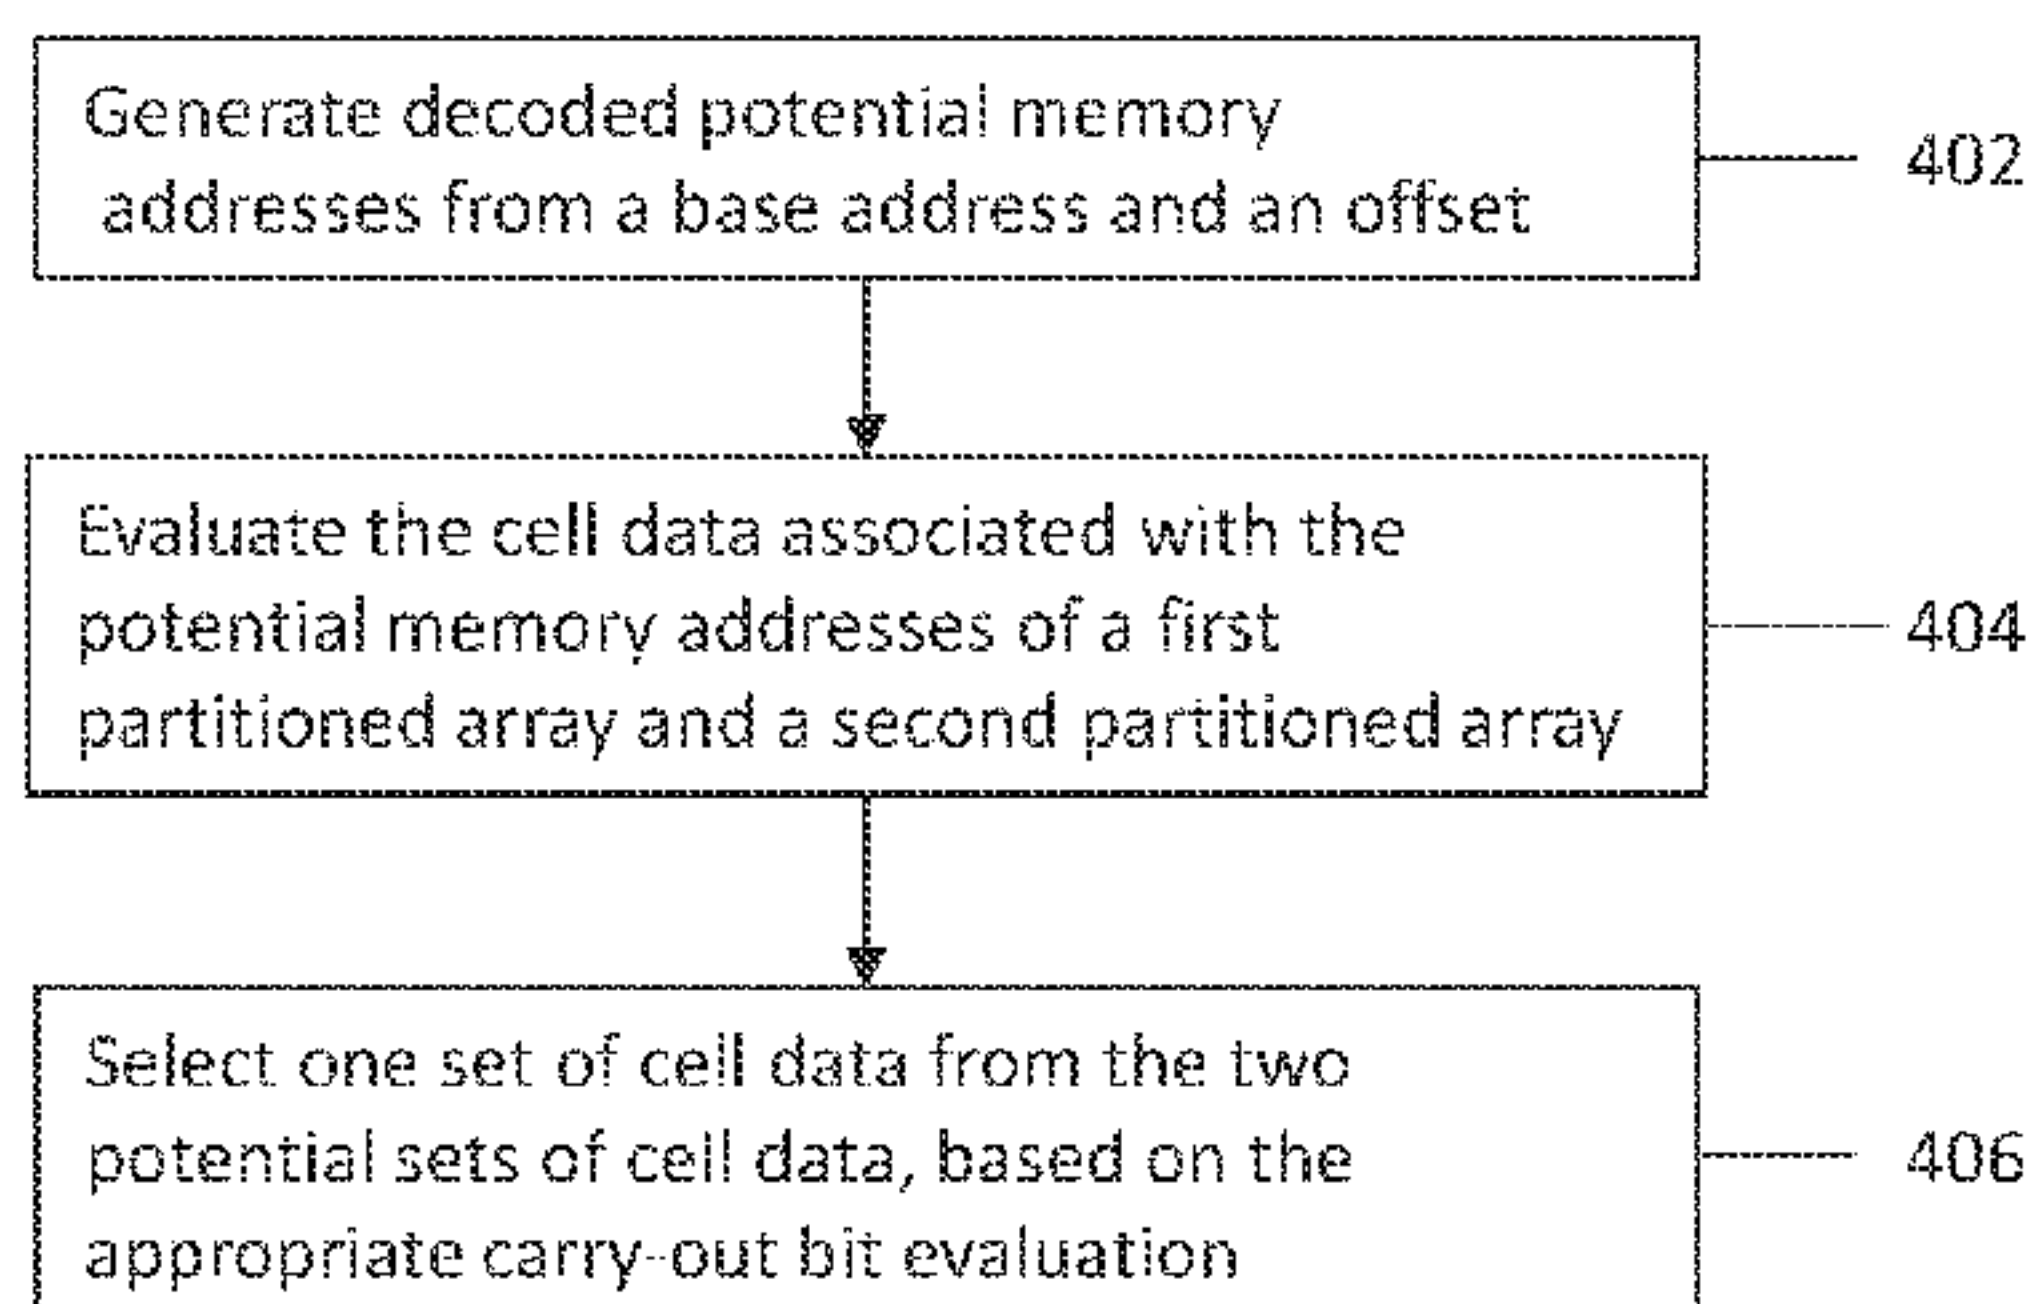 Generate decoded potential memory
addresses from a base address and an offset
402
Evaluate the cell data associated with the
potential memory addresses of a first
partitioned array and a second partitioned array
404
Select one set of cell data from the two
potential sets of cell data, based on the
appropriate carry-out bit evaluation
406